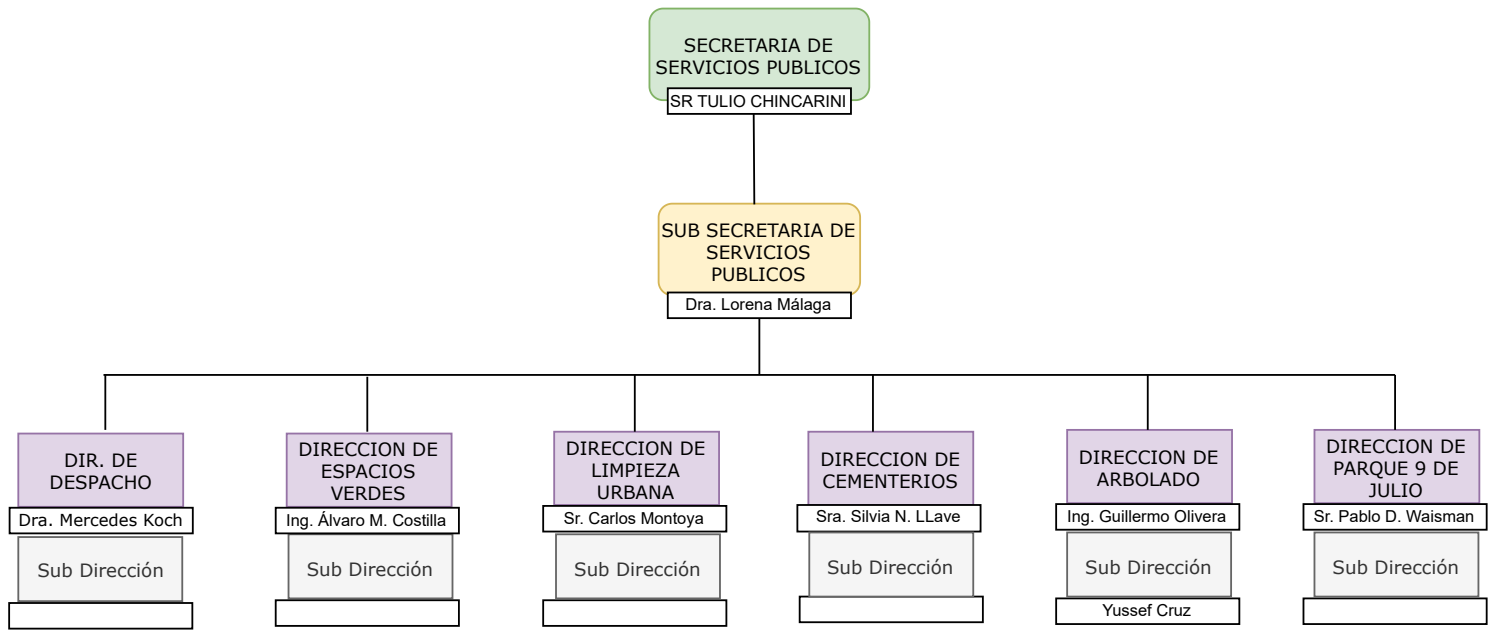 SECRETARIA DE
SERVICIOS PUBLICOS
SR TULIO CHINCARINI
SUB SECRETARIA DE
SERVICIOS
PUBLICOS
Dra. Lorena Málaga
DIR. DE
DESPACHO
Dra. Mercedes Koch
Sub Dirección
DIRECCION DE
ESPACIOS
VERDES
Ing. Álvaro M. Costilla
Sub Dirección
DIRECCION DE
LIMPIEZA
URBANA
Sr. Carlos Montoya
Sub Dirección
DIRECCION DE
CEMENTERIOS
Sra. Silvia N. LLave
Sub Dirección
DIRECCION DE
ARBOLADO
Ing. Guillermo Olivera
Sub Dirección
Yussef Cruz
DIRECCION DE
PARQUE 9 DE
JULIO
Sr. Pablo D. Waisman
Sub Dirección